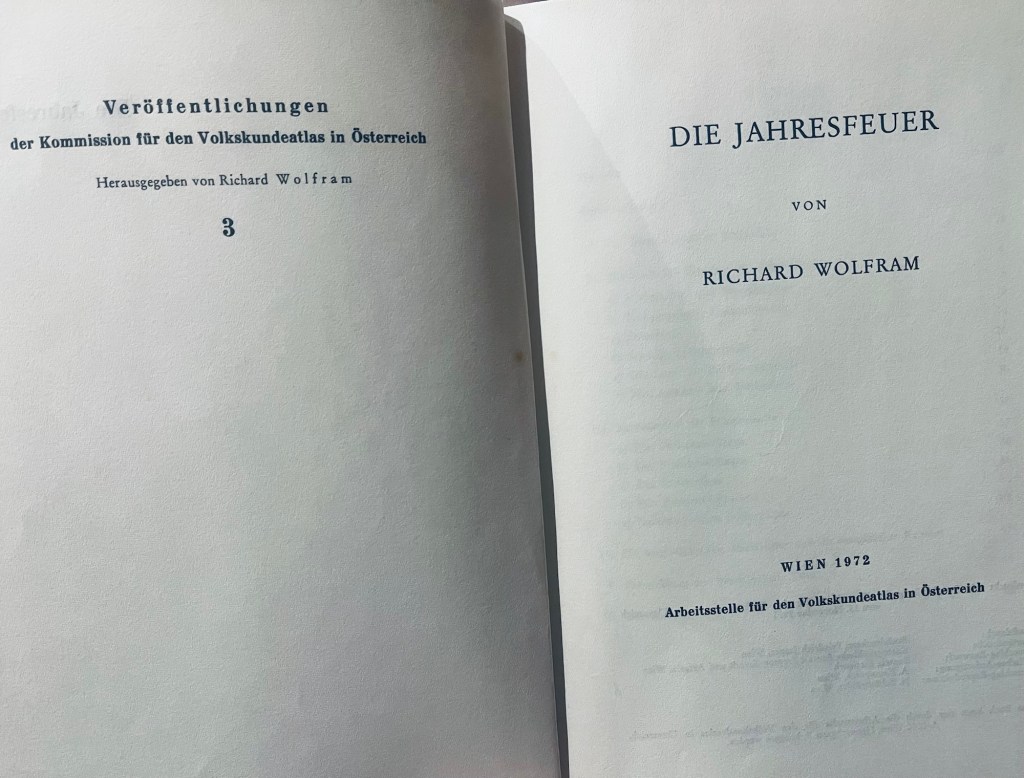 Veröffentlichungen
der Kommission für den Volkskundeatlas in Österreich
Herausgegeben von Richard Wolfram
3
DIE JAHRESFEUER
VON
RICHARD WOLFRAM
WIEN 1972
Arbeitsstelle für den Volkskundeatlas in Österreich